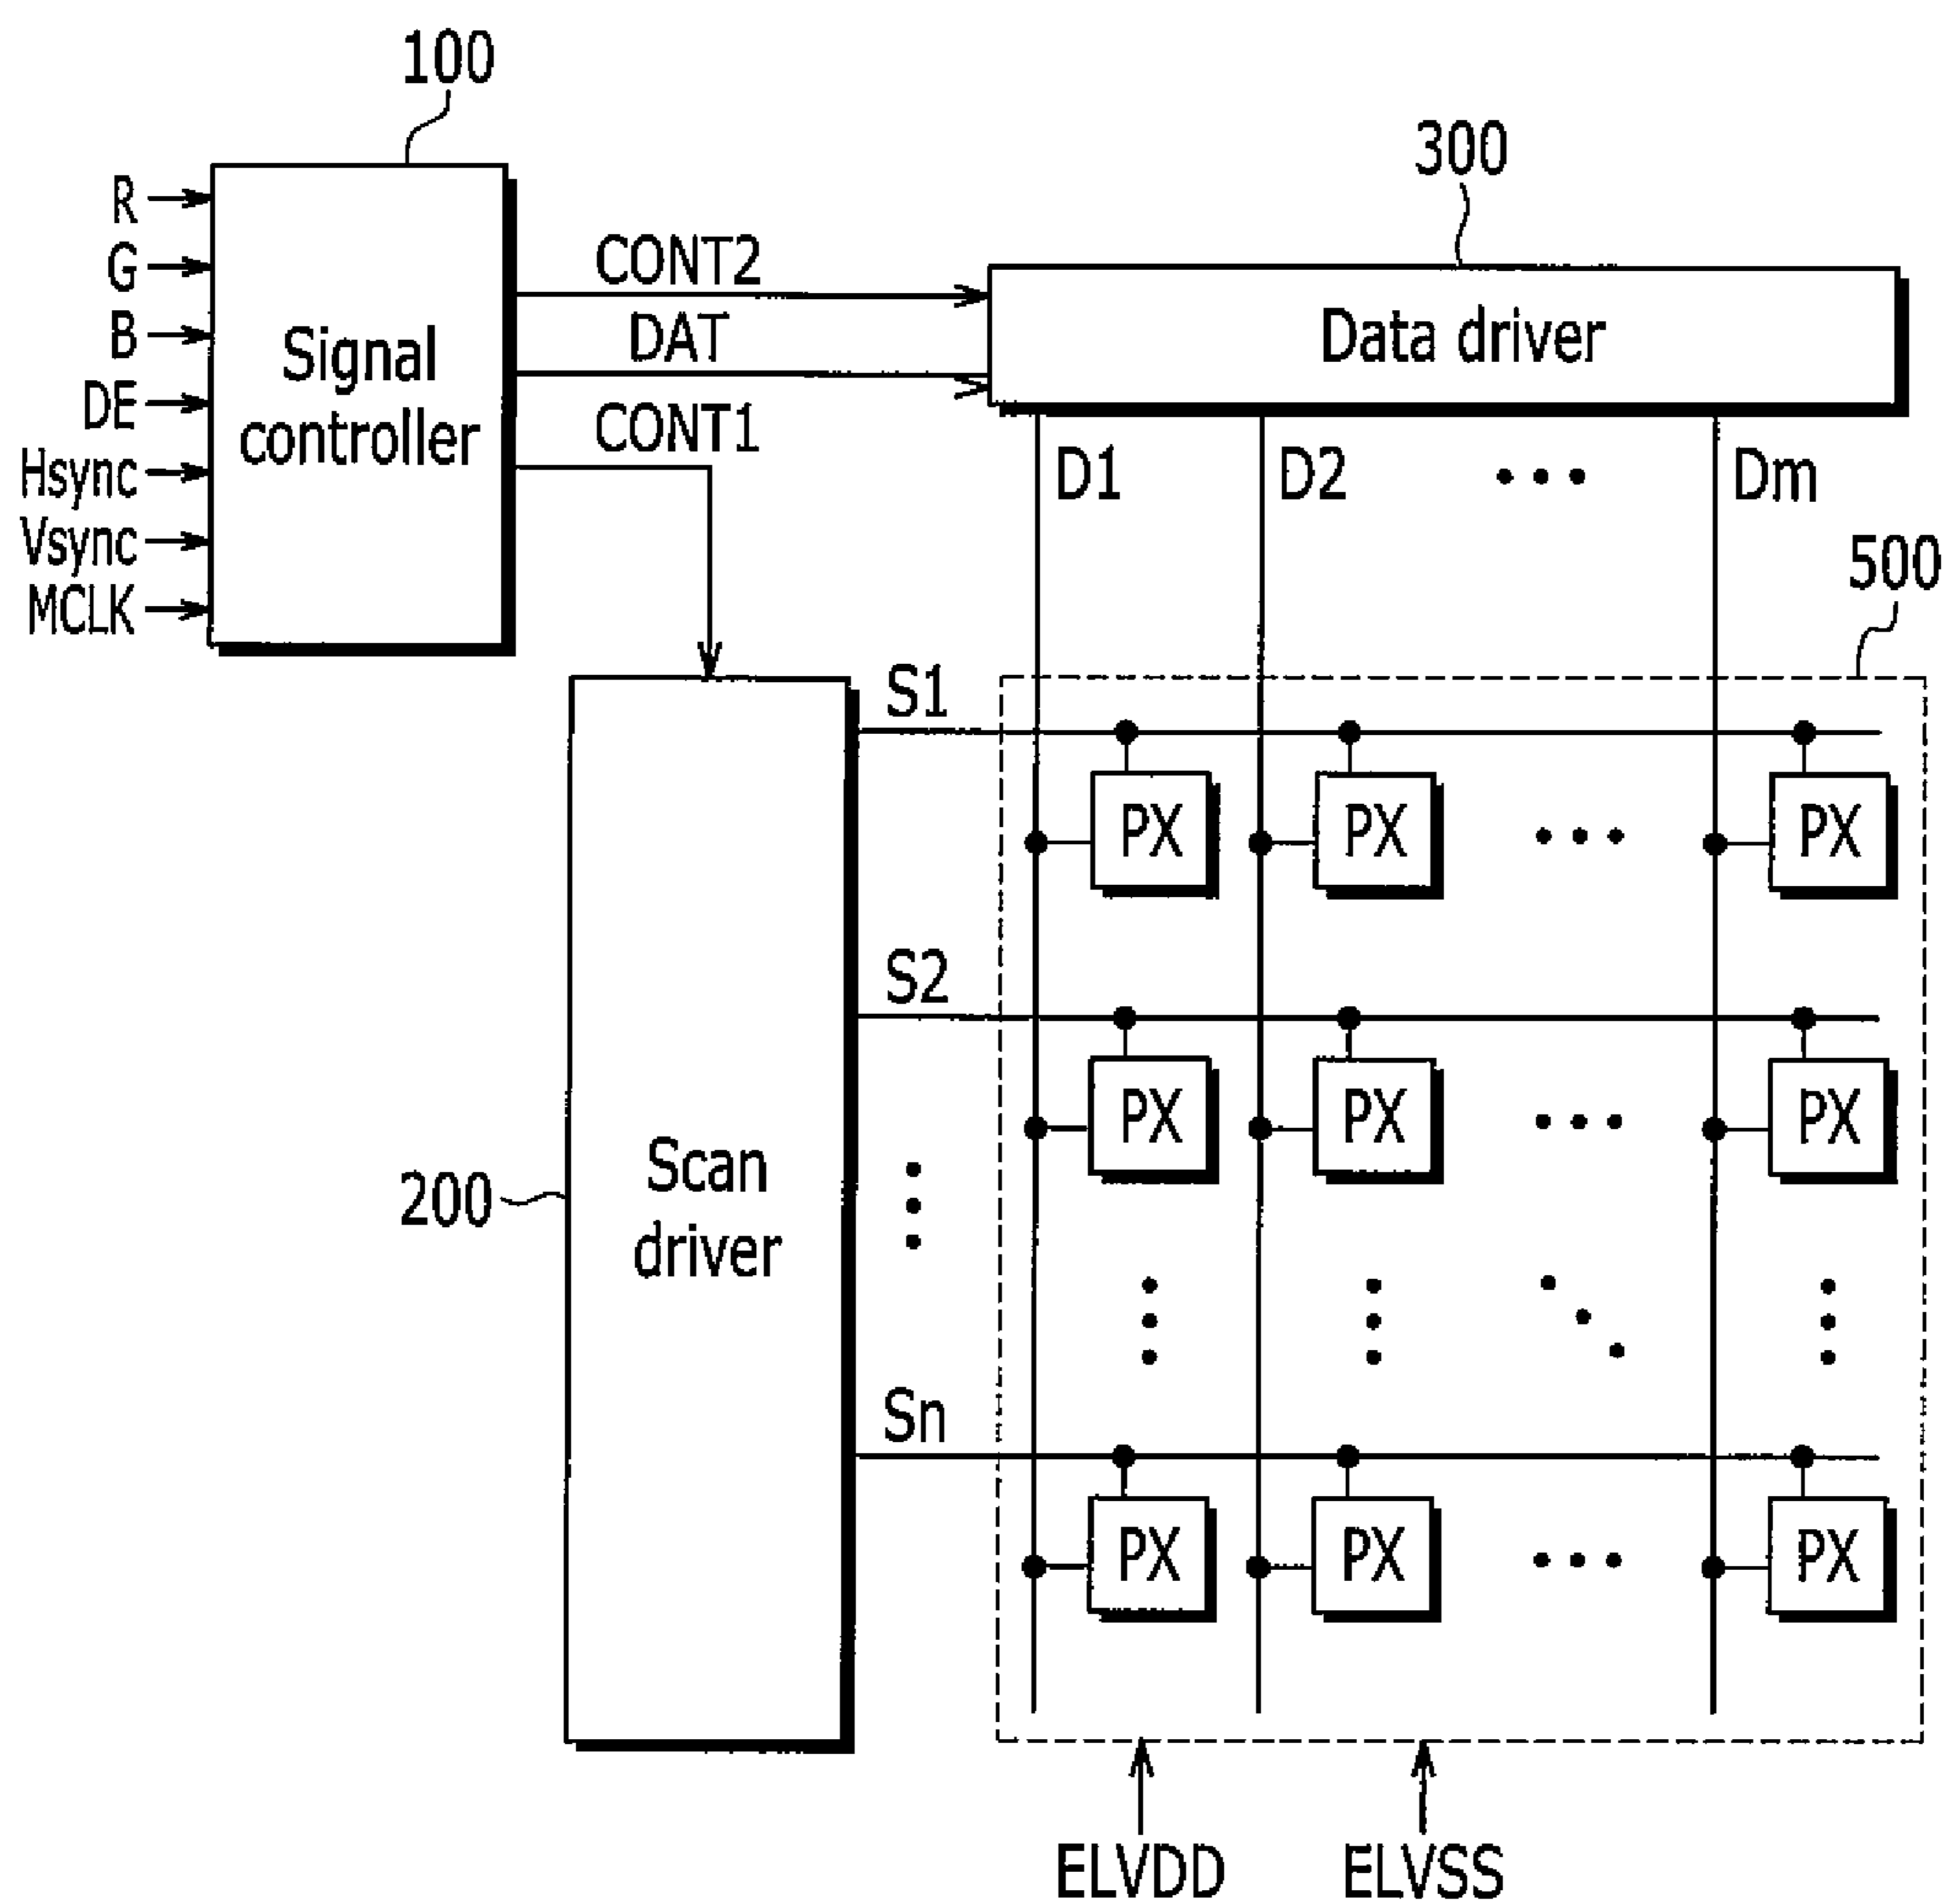 100
300
R
G
B
DE
Hsync
Vsync
MCLK
Signal
controller
CONT2
DAT
CONT1
Data driver
D1 D2 ••• Dm
500
S1
PX PX ••• PX
S2
PX PX ••• PX
200
Scan
driver
Sn
PX PX ••• PX
ELVDD ELVSS